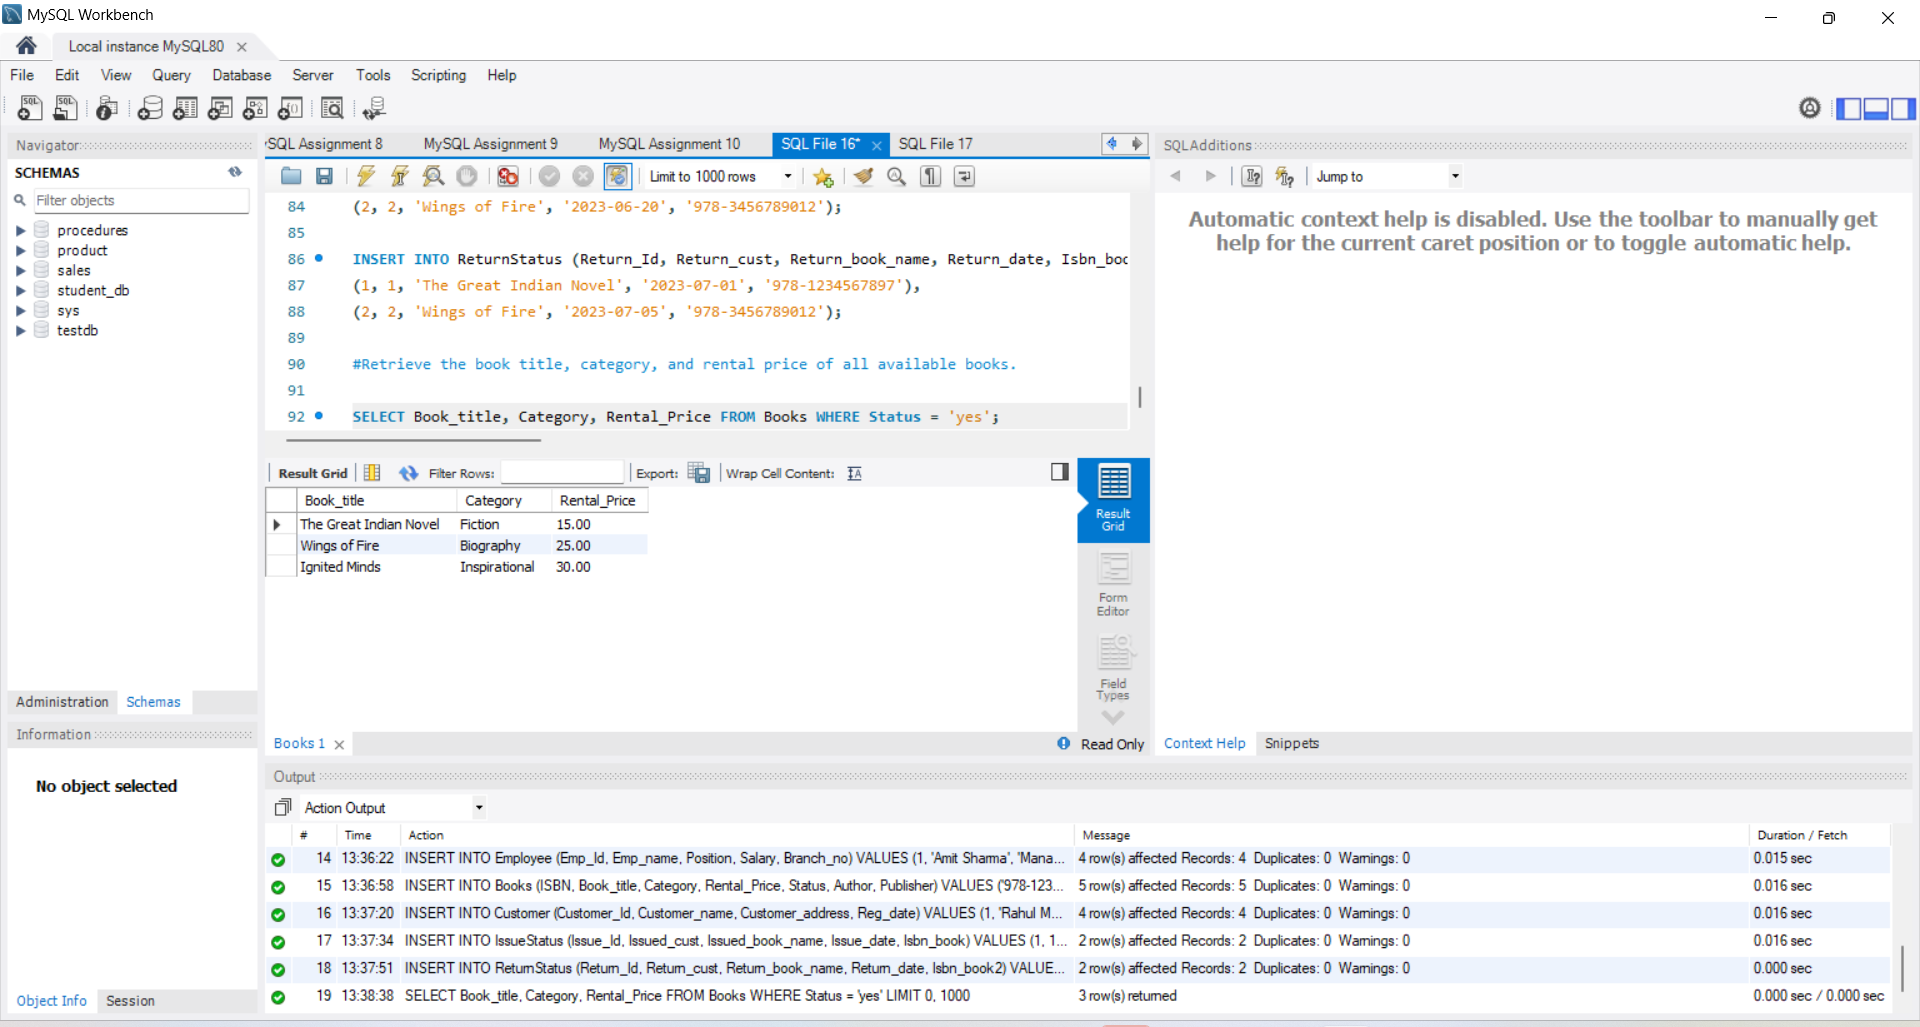 MySQL Workbench
Local instance MySQL80
File Edit View Query Database Server Tools Scripting Help
Navigator
SCHEMAS
Filter objects
procedures
product
sales
student_db
sys
testdb
Administration Schemas
Information
No object selected
Object Info Session
SQL Assignment 8 MySQL Assignment 9 MySQL Assignment 10 SQL File 16* SQL File 17
Limit to 1000 rows
84 (2, 2, 'Wings of Fire', '2023-06-20', '978-3456789012');
85
86 INSERT INTO ReturnStatus (Return_Id, Return_cust, Return_book_name, Return_date, Isbn_boo
87 (1, 1, 'The Great Indian Novel', '2023-07-01', '978-1234567897'),
88 (2, 2, 'Wings of Fire', '2023-07-05', '978-3456789012');
89
90 #Retrieve the book title, category, and rental price of all available books.
91
92 SELECT Book_title, Category, Rental_Price FROM Books WHERE Status = 'yes';
Result Grid Filter Rows: Export: Wrap Cell Content:
Book_title Category Rental_Price
The Great Indian Novel Fiction 15.00
Wings of Fire Biography 25.00
Ignited Minds Inspirational 30.00
Result
Grid
Form
Editor
Field
Types
Books 1 Read Only
SQLAdditions
Jump to
Automatic context help is disabled. Use the toolbar to manually get
help for the current caret position or to toggle automatic help.
Context Help Snippets
Output
Action Output
# Time Action Message Duration / Fetch
14 13:36:22 INSERT INTO Employee (Emp_Id, Emp_name, Position, Salary, Branch_no) VALUES (1, 'Amit Sharma', 'Mana... 4 row(s) affected Records: 4 Duplicates: 0 Warnings: 0 0.015 sec
15 13:36:58 INSERT INTO Books (ISBN, Book_title, Category, Rental_Price, Status, Author, Publisher) VALUES ('978-123... 5 row(s) affected Records: 5 Duplicates: 0 Warnings: 0 0.016 sec
16 13:37:20 INSERT INTO Customer (Customer_Id, Customer_name, Customer_address, Reg_date) VALUES (1, 'Rahul M... 4 row(s) affected Records: 4 Duplicates: 0 Warnings: 0 0.016 sec
17 13:37:34 INSERT INTO IssueStatus (Issue_Id, Issued_cust, Issued_book_name, Issue_date, Isbn_book) VALUES (1, 1... 2 row(s) affected Records: 2 Duplicates: 0 Warnings: 0 0.016 sec
18 13:37:51 INSERT INTO ReturnStatus (Return_Id, Return_cust, Return_book_name, Return_date, Isbn_book2) VALUE... 2 row(s) affected Records: 2 Duplicates: 0 Warnings: 0 0.000 sec
19 13:38:38 SELECT Book_title, Category, Rental_Price FROM Books WHERE Status = 'yes' LIMIT 0, 1000 3 row(s) returned 0.000 sec / 0.000 sec